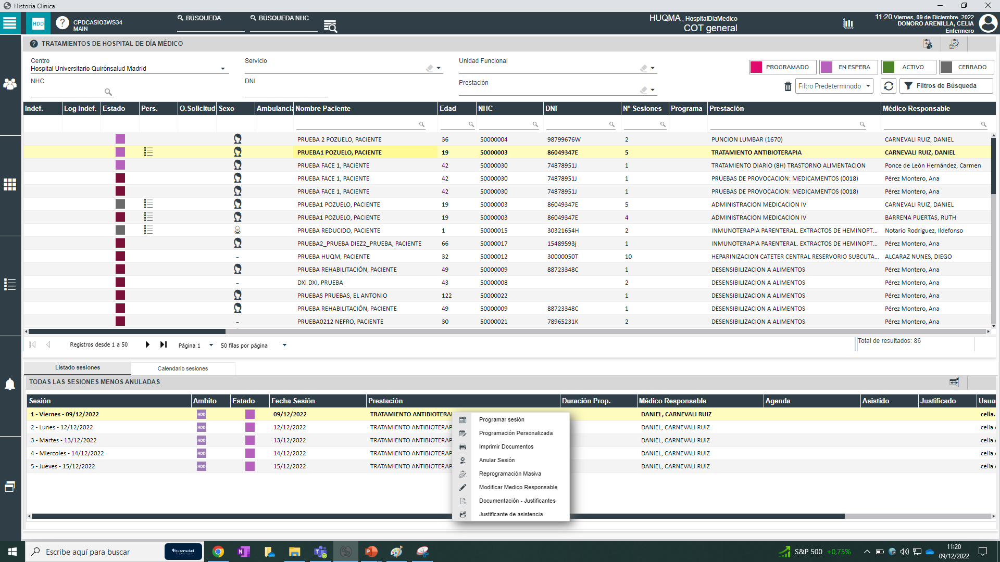 Historia Clinica
HDD
?
CPDCASIO3WS34
MAIN
BÚSQUEDA
BÚSQUEDA NHC
HUQMA , HospitalDiaMedico
COT general
11:20 Viernes, 09 de Diciembre, 2022
DONORO ARENILLA, CELIA
Enfermero
? TRATAMIENTOS DE HOSPITAL DE DÍA MÉDICO
Centro
Hospital Universitario Quirónsalud Madrid
Servicio
Unidad Funcional
NHC
DNI
Prestación
PROGRAMADO EN ESPERA ACTIVO CERRADO
Filtro Predeterminado
Filtros de Búsqueda
Indef. Log Indef. Estado Pers. O.Solicitud Sexo Ambulancia Nombre Paciente Edad NHC DNI Nº Sesiones Programa Prestación Médico Responsable
PRUEBA 2 POZUELO, PACIENTE 36 50000004 98799676W 2 PUNCION LUMBAR (1670) CARNEVALI RUIZ, DANIEL
PRUEBA1 POZUELO, PACIENTE 19 50000003 86049347E 5 TRATAMIENTO ANTIBIOTERAPIA CARNEVALI RUIZ, DANIEL
PRUEBA FACE 1, PACIENTE 42 50000030 74878951J 1 TRATAMIENTO DIARIO (8H) TRASTORNO ALIMENTACION Ponce de León Hernández, Carmen
PRUEBA FACE 1, PACIENTE 42 50000030 74878951J 1 PRUEBAS DE PROVOCACION: MEDICAMENTOS (0018) Pérez Montero, Ana
PRUEBA FACE 1, PACIENTE 42 50000030 74878951J 1 PRUEBAS DE PROVOCACION: MEDICAMENTOS (0018) Pérez Montero, Ana
PRUEBA1 POZUELO, PACIENTE 19 50000003 86049347E 5 ADMINISTRACION MEDICACION IV CARNEVALI RUIZ, DANIEL
PRUEBA1 POZUELO, PACIENTE 19 50000003 86049347E 4 ADMINISTRACION MEDICACION IV BARRENA PUERTAS, RUTH
PRUEBA REDUCIDO, PACIENTE 1 50000015 30321654H 2 INMUNOTERAPIA PARENTERAL. EXTRACTOS DE HEMINOPT... Notario Rodriguez, Ildefonso
PRUEBA2_PRUEBA DIEZ2_PRUEBA, PACIENTE 66 50000017 15489593j 1 INMUNOTERAPIA PARENTERAL. EXTRACTOS DE HEMINOPT... Pérez Montero, Ana
- PRUEBA HUQM, PACIENTE 32 50000012 30000050T 10 HEPARINIZACION CATETER CENTRAL RESERVORIO SUBCUTA... ALCARAZ NUNES, DIEGO
PRUEBA REHABILITACIÓN, PACIENTE 49 50000009 88723348C 1 DESENSIBILIZACION A ALIMENTOS Pérez Montero, Ana
- DXI DXI, PRUEBA 43 50000008 2 DESENSIBILIZACION A ALIMENTOS Pérez Montero, Ana
PRUEBAS PRUEBAS, EL ANTONIO 122 50000022 1 DESENSIBILIZACION A ALIMENTOS Pérez Montero, Ana
PRUEBA REHABILITACIÓN, PACIENTE 49 50000009 88723348C 1 DESENSIBILIZACION A ALIMENTOS Pérez Montero, Ana
- PRUEBA0212 NEFRO, PACIENTE 30 50000021 78965231K 2 DESENSIBILIZACION A ALIMENTOS Pérez Montero, Ana
Registros desde 1 a 50 Página 1 50 filas por página Total de resultados: 86
Listado sesiones Calendario sesiones
TODAS LAS SESIONES MENOS ANULADAS
Sesión Ambito Estado Fecha Sesión Prestación Duración Prop. Médico Responsable Agenda Asistido Justificado Usua
1 - Viernes - 09/12/2022 HDD 09/12/2022 TRATAMIENTO ANTIBIOTERAI DANIEL, CARNEVALI RUIZ celia.
2 - Lunes - 12/12/2022 HDD 12/12/2022 TRATAMIENTO ANTIBIOTERAP DANIEL, CARNEVALI RUIZ celia.
3 - Martes - 13/12/2022 HDD 13/12/2022 TRATAMIENTO ANTIBIOTERAP DANIEL, CARNEVALI RUIZ celia.
4 - Miercoles - 14/12/2022 HDD 14/12/2022 TRATAMIENTO ANTIBIOTERAP DANIEL, CARNEVALI RUIZ celia.
5 - Jueves - 15/12/2022 HDD 15/12/2022 TRATAMIENTO ANTIBIOTERAP DANIEL, CARNEVALI RUIZ celia.
Programar sesión
Programación Personalizada
Imprimir Documentos
Anular Sesión
Reprogramación Masiva
Modificar Medico Responsable
Documentación - Justificantes
Justificante de asistencia
Escribe aquí para buscar
quironsalud
S&P 500 +0,75%
11:20
09/12/2022